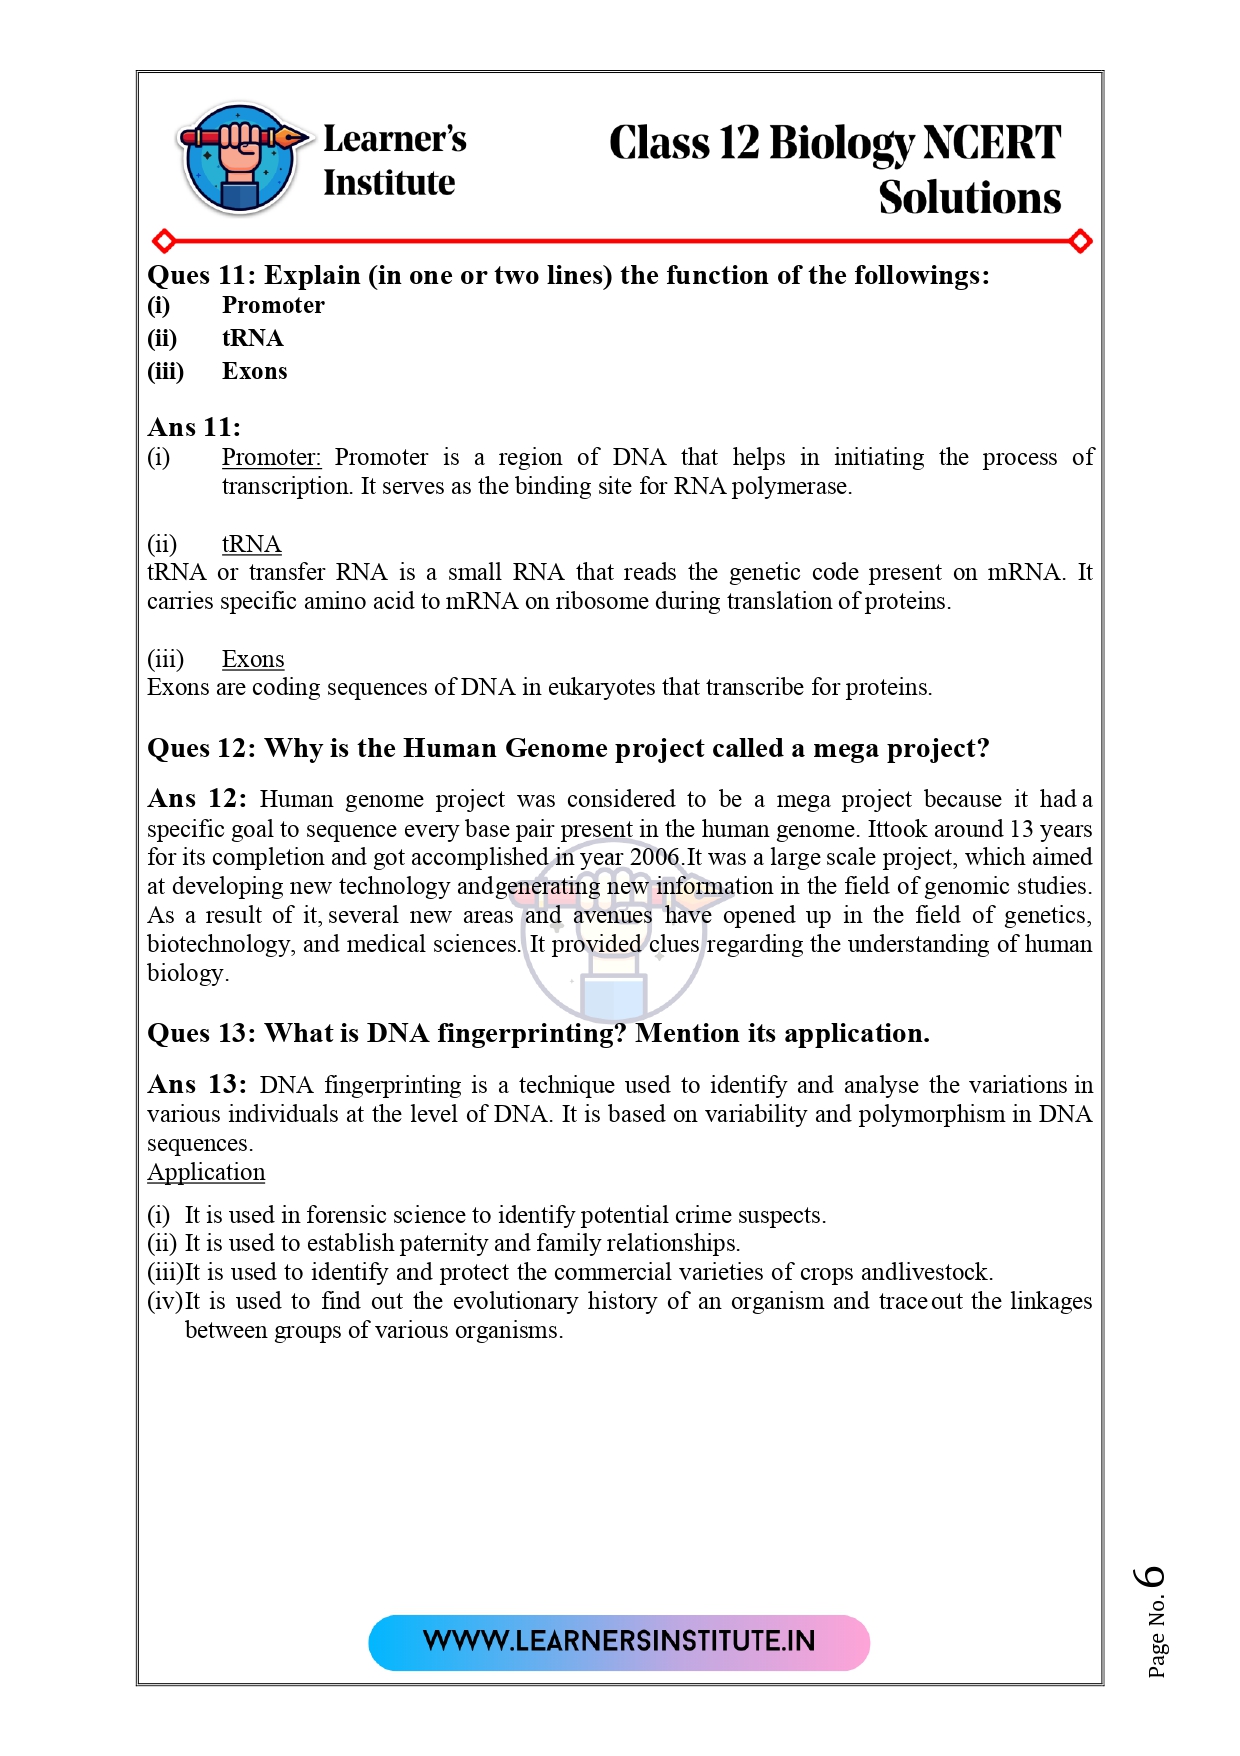 Learner's
Institute
Class 12 Biology NCERT
Solutions
Ques 11: Explain (in one or two lines) the function of the followings:
(i) Promoter
(ii) tRNA
(iii) Exons
Ans 11:
(i) Promoter: Promoter is a region of DNA that helps in initiating the process of
transcription. It serves as the binding site for RNA polymerase.
(ii) tRNA
tRNA or transfer RNA is a small RNA that reads the genetic code present on mRNA. It
carries specific amino acid to mRNA on ribosome during translation of proteins.
(iii) Exons
Exons are coding sequences of DNA in eukaryotes that transcribe for proteins.
Ques 12: Why is the Human Genome project called a mega project?
Ans 12: Human genome project was considered to be a mega project because it had a
specific goal to sequence every base pair present in the human genome. Ittook around 13 years
for its completion and got accomplished in year 2006.It was a large scale project, which aimed
at developing new technology andgenerating new information in the field of genomic studies.
As a result of it, several new areas and avenues have opened up in the field of genetics,
biotechnology, and medical sciences. It provided clues regarding the understanding of human
biology.
Ques 13: What is DNA fingerprinting? Mention its application.
Ans 13: DNA fingerprinting is a technique used to identify and analyse the variations in
various individuals at the level of DNA. It is based on variability and polymorphism in DNA
sequences.
Application
(i) It is used in forensic science to identify potential crime suspects.
(ii) It is used to establish paternity and family relationships.
(iii)It is used to identify and protect the commercial varieties of crops andlivestock.
(iv)It is used to find out the evolutionary history of an organism and trace out the linkages
between groups of various organisms.
WWW.LEARNERSINSTITUTE.IN
Page No. 6